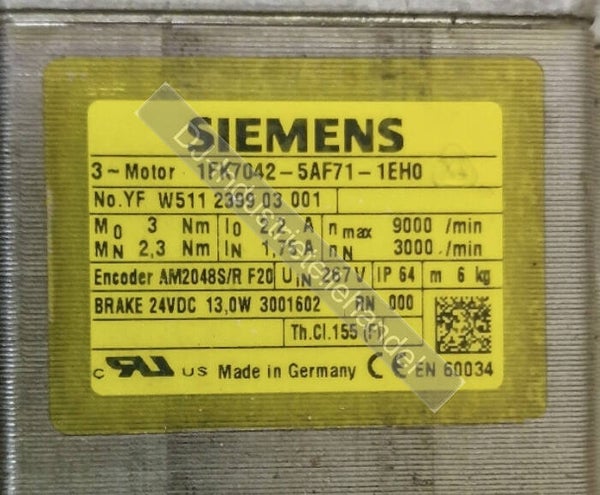 SIEMENS
3~Motor 1FK7042-5AF71-1EH0
No.YF W511 2399 03 001
M0 3 Nm I0 2,2 A nmax 9000 /min
MN 2,3 Nm IN 1,75 A nN 3000 /min
Encoder AM2048S/R F20 UIN 267 V IP 64 m 6 kg
BRAKE 24VDC 13,0W 3001602 RN 000
Th.Cl.155 (F)
c RU US Made in Germany CE EN 60034